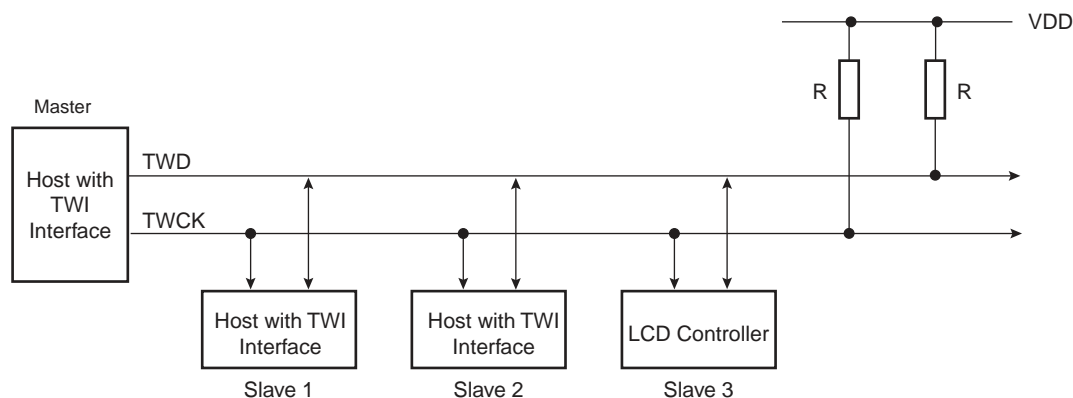 VDD
R
R
Master
Host with
TWI
Interface
TWD
TWCK
Host with TWI
Interface
Slave 1
Host with TWI
Interface
Slave 2
LCD Controller
Slave 3